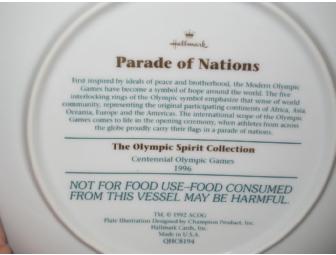 Hallmark
Parade of Nations
First inspired by ideals of peace and brotherhood, the Modern Olympic
Games have become a symbol of hope around the world. The five
interlocking rings of the Olympic symbol emphasize that sense of world
community, representing the original participating continents of Africa, Asia
Oceania, Europe and the Americas. The international scope of the Olympic
Games comes to life in the opening ceremony, when athletes from across
the globe proudly carry their flags in a parade of nations.
The Olympic Spirit Collection
Centennial Olympic Games
1996
NOT FOR FOOD USE–FOOD CONSUMED
FROM THIS VESSEL MAY BE HARMFUL.
TM, © 1992 ACOG
Plate Illustration Designed by Champion Product, Inc.
Hallmark Cards, Inc.
Made in U.S.A.
QHC8194